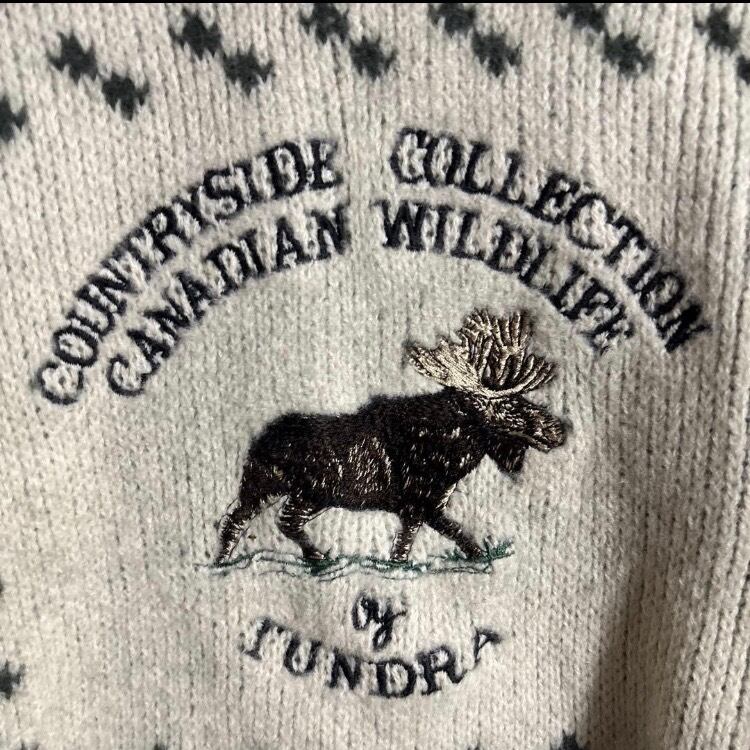 COUNTRYSIDE COLLECTION
CANADIAN WILDLIFE
by
TUNDRA